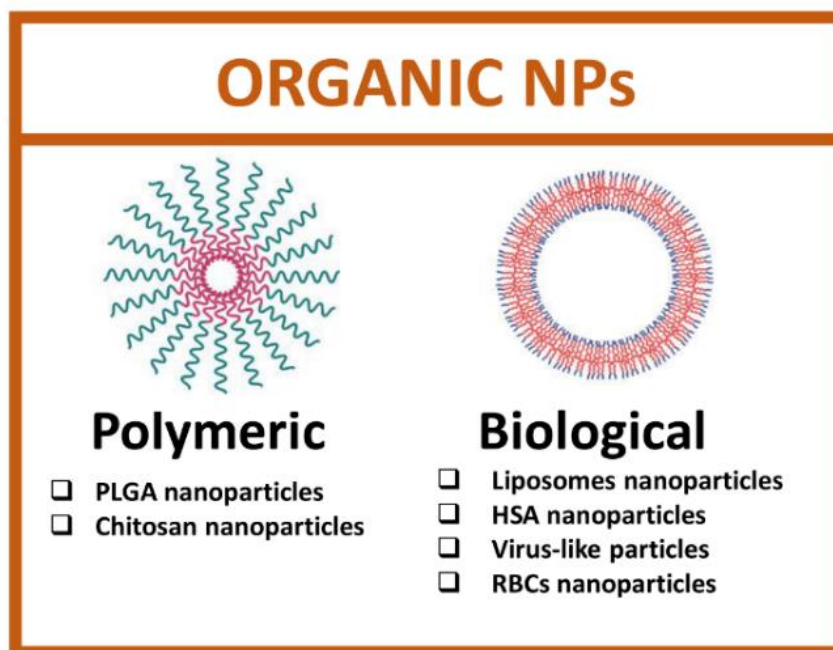 ORGANIC NPs
Polymeric
PLGA nanoparticles
Chitosan nanoparticles
Biological
Liposomes nanoparticles
HSA nanoparticles
Virus-like particles
RBCs nanoparticles